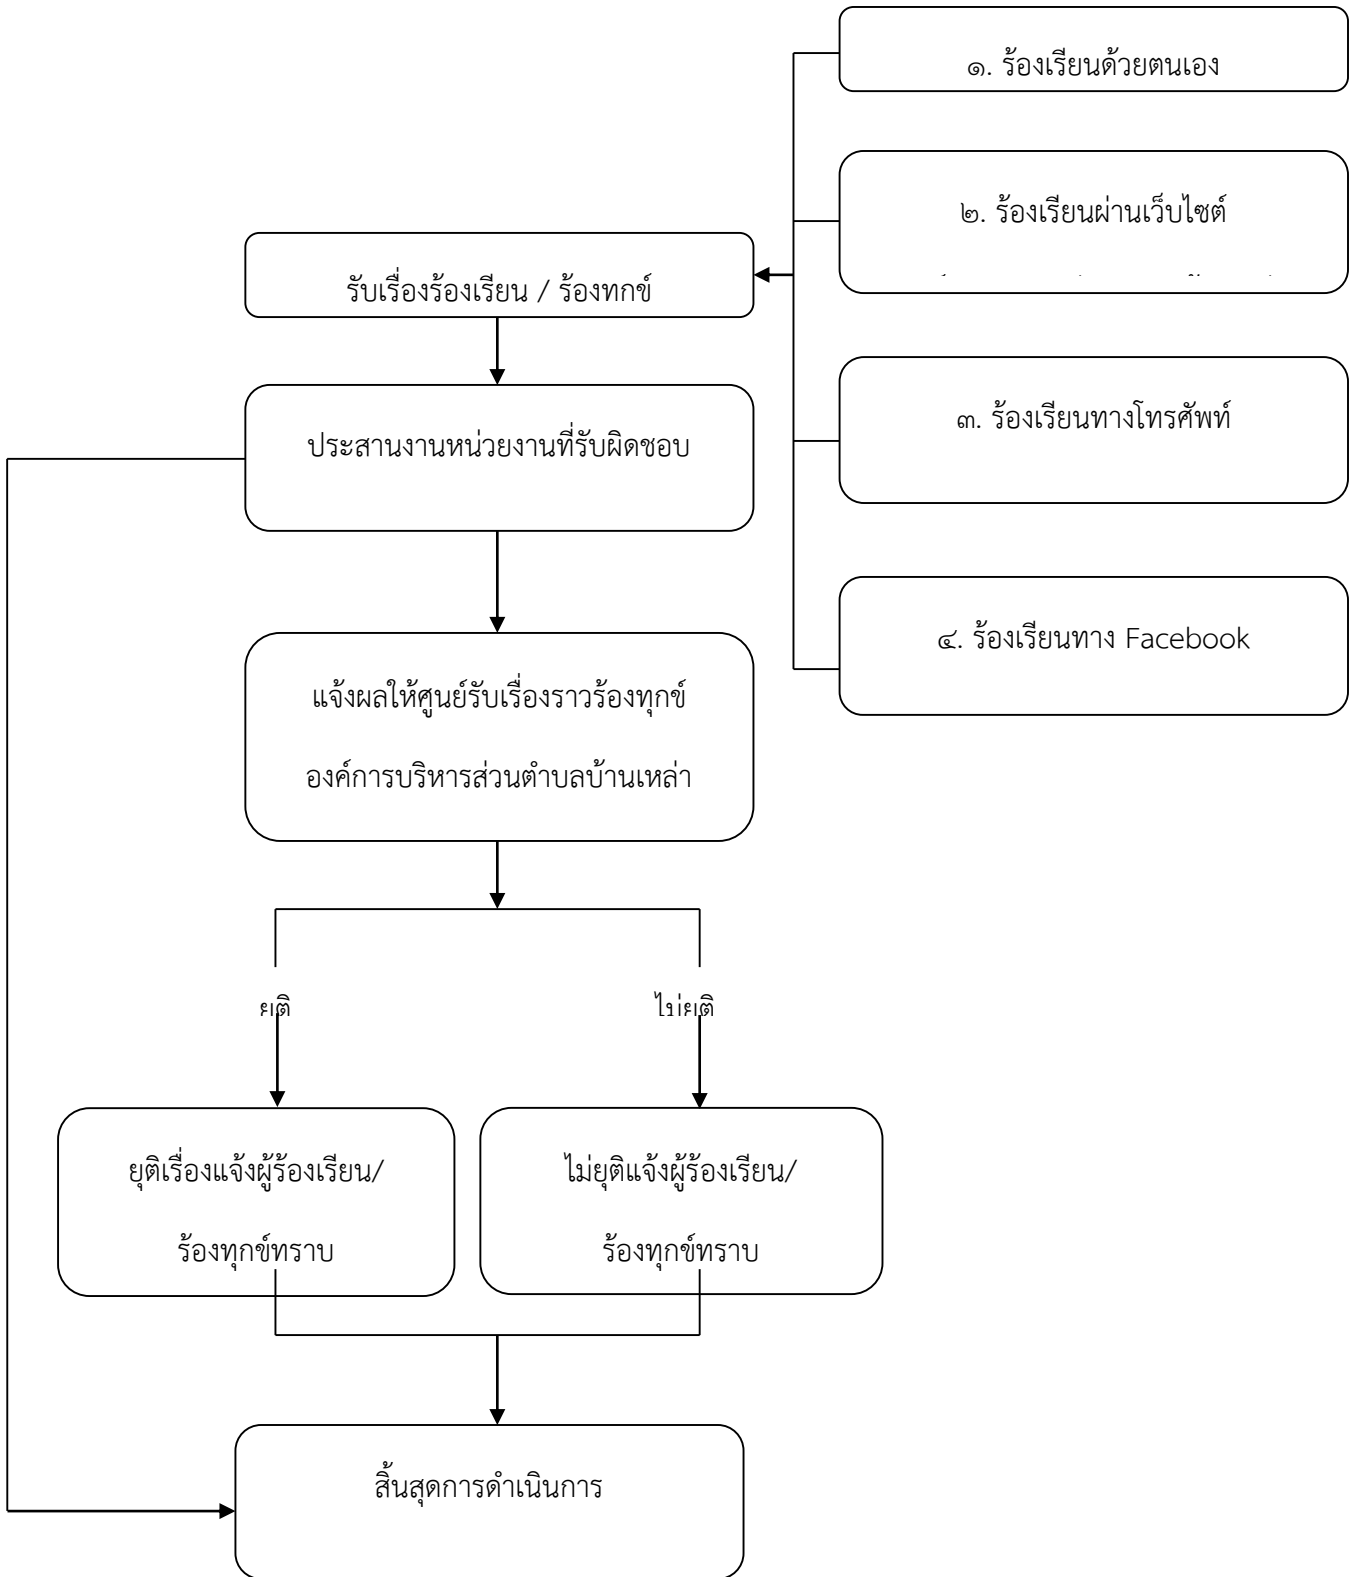 ๑. ร้องเรียนด้วยตนเอง
๒. ร้องเรียนผ่านเว็บไซต์
รับเรื่องร้องเรียน / ร้องทุกข์
๓. ร้องเรียนทางโทรศัพท์
ประสานงานหน่วยงานที่รับผิดชอบ
๔. ร้องเรียนทาง Facebook
แจ้งผลให้ศูนย์รับเรื่องราวร้องทุกข์
องค์การบริหารส่วนตำบลบ้านเหล่า
ยุติ
ไม่ยุติ
ยุติเรื่องแจ้งผู้ร้องเรียน/
ร้องทุกข์ทราบ
ไม่ยุติแจ้งผู้ร้องเรียน/
ร้องทุกข์ทราบ
สิ้นสุดการดำเนินการ